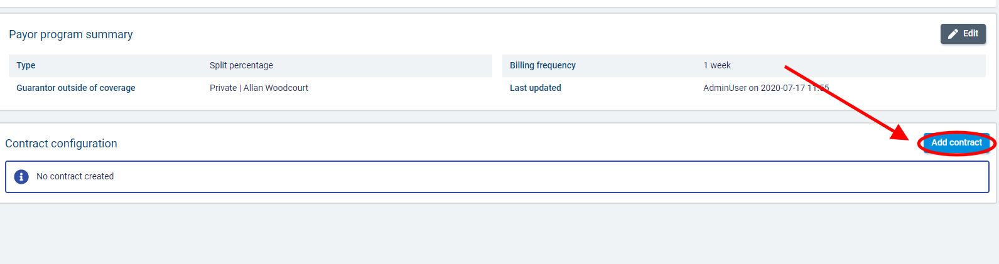 Payor program summary
Edit
Type Split percentage Billing frequency 1 week
Guarantor outside of coverage Private | Allan Woodcourt Last updated AdminUser on 2020-07-17 11:55
Contract configuration
Add contract
No contract created